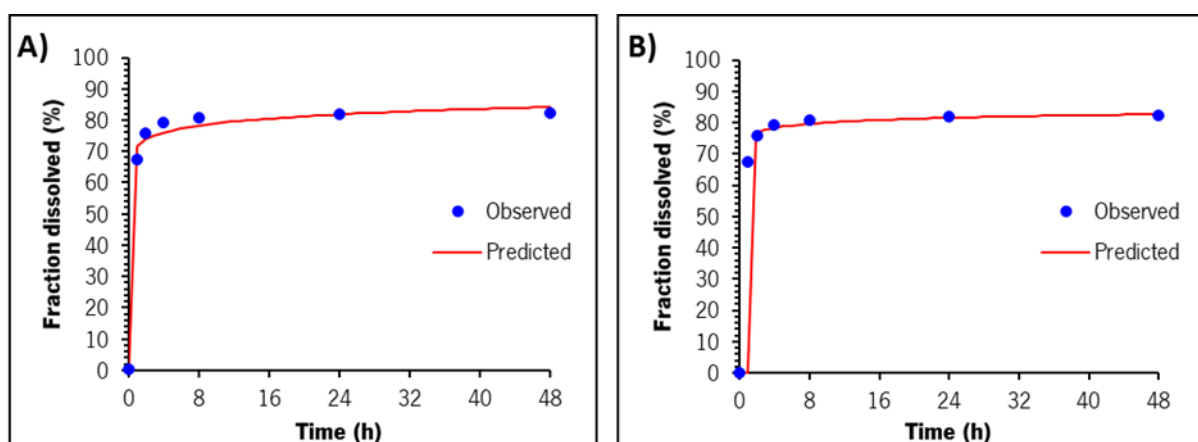 A)
Fraction dissolved (%)
100
90
80
70
60
50
40
30
20
10
0
0 8 16 24 32 40 48
Time (h)
Observed
Predicted
B)
Fraction dissolved (%)
100
90
80
70
60
50
40
30
20
10
0
0 8 16 24 32 40 48
Time (h)
Observed
Predicted